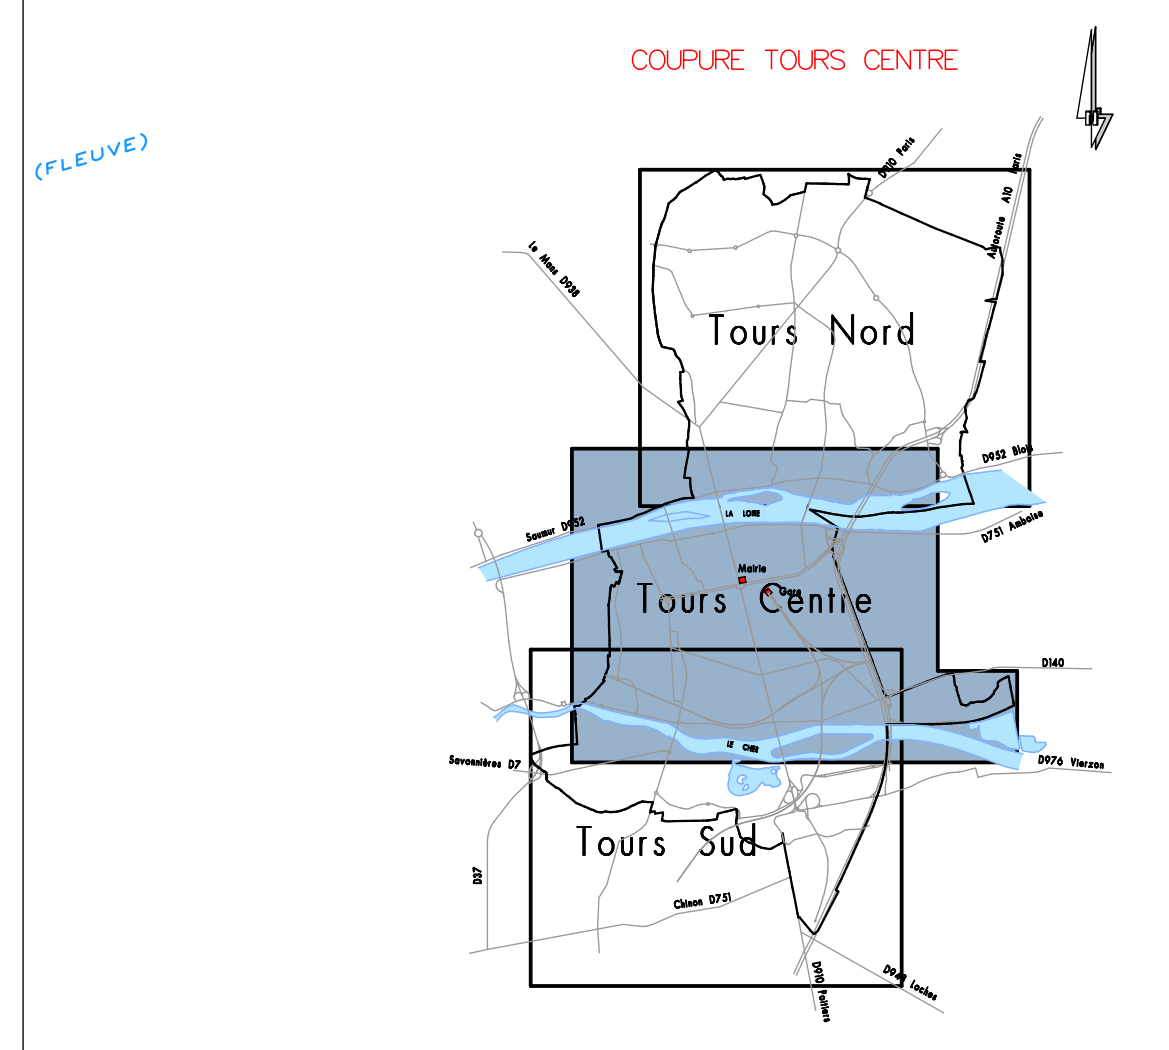 COUPURE TOURS CENTRE
(FLEUVE)
D910 Paris
Autoroute A10 Paris
Le Mans D938
Tours Nord
D952 Blois
LA LOIRE
Saumur D952
D751 Amboise
Mairie
Gare
Tours Centre
D140
LE CHER
Savonnières D7
D976 Vierzon
Tours Sud
D37
Chinon D751
D943 Loches
D910 Poitiers